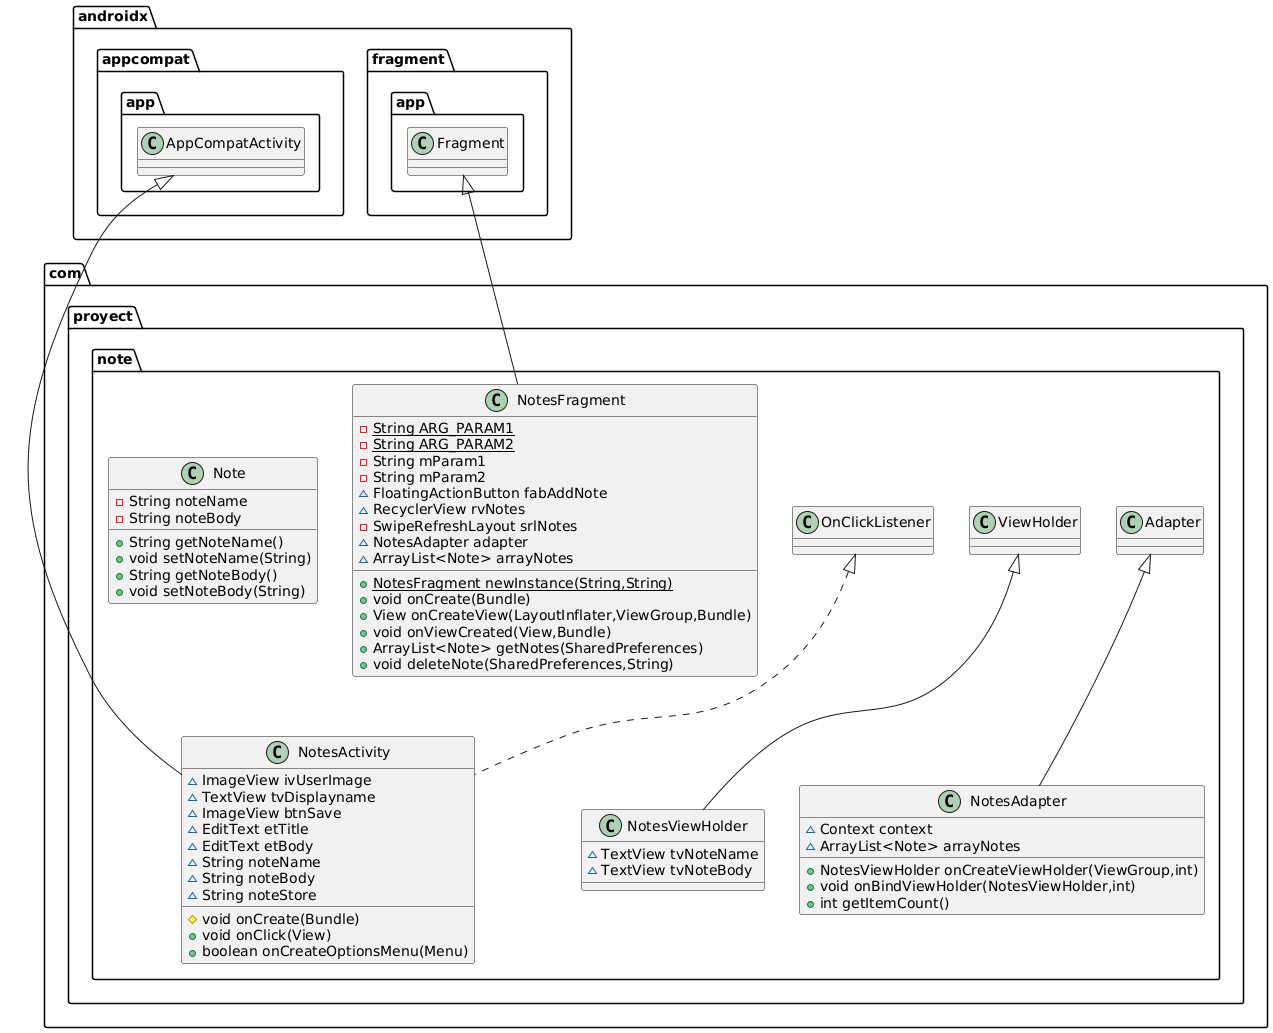 androidx
appcompat
fragment
app
app
C AppCompatActivity
C Fragment
com
proyect
note
C NotesFragment
String ARG_PARAM1
String ARG_PARAM2
String mParam1
String mParam2
FloatingActionButton fabAddNote
RecyclerView rvNotes
SwipeRefreshLayout srlNotes
NotesAdapter adapter
ArrayList<Note> arrayNotes
NotesFragment newInstance(String,String)
void onCreate(Bundle)
View onCreateView(LayoutInflater,ViewGroup,Bundle)
void onViewCreated(View,Bundle)
ArrayList<Note> getNotes(SharedPreferences)
void deleteNote(SharedPreferences,String)
C Note
String noteName
String noteBody
String getNoteName()
void setNoteName(String)
String getNoteBody()
void setNoteBody(String)
C OnClickListener
C ViewHolder
C Adapter
C NotesActivity
ImageView ivUserImage
TextView tvDisplayname
ImageView btnSave
EditText etTitle
EditText etBody
String noteName
String noteBody
String noteStore
void onCreate(Bundle)
void onClick(View)
boolean onCreateOptionsMenu(Menu)
C NotesViewHolder
TextView tvNoteName
TextView tvNoteBody
C NotesAdapter
Context context
ArrayList<Note> arrayNotes
NotesViewHolder onCreateViewHolder(ViewGroup,int)
void onBindViewHolder(NotesViewHolder,int)
int getItemCount()